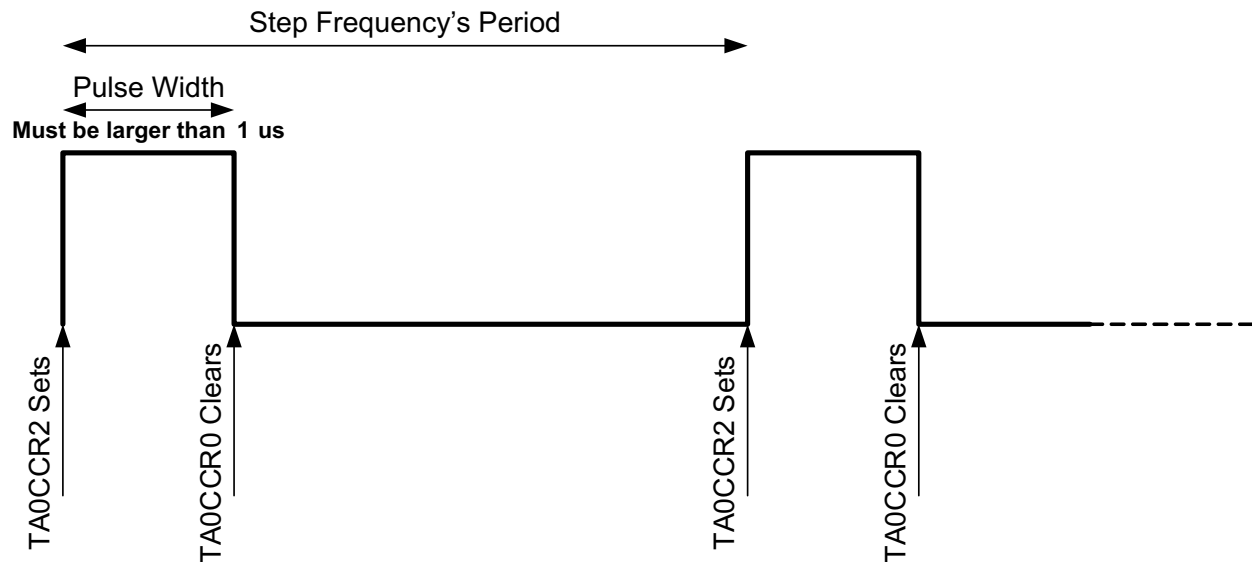 Step Frequency's Period
Pulse Width
Must be larger than 1 us
TA0CCR2 Sets
TA0CCR0 Clears
TA0CCR2 Sets
TA0CCR0 Clears